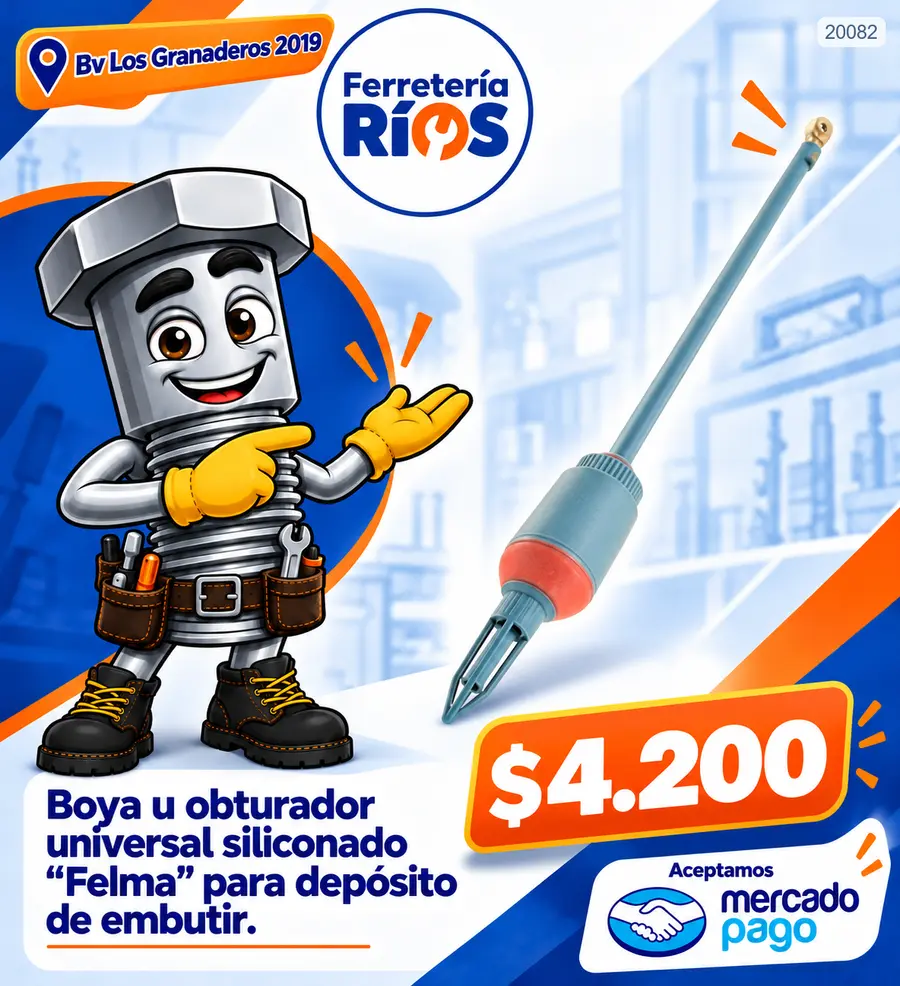 Bv Los Granaderos 2019
Ferretería
Ríos
20082
$4.200
Boya u obturador
universal siliconado
“Felma” para depósito
de embutir.
Aceptamos
mercado
pago